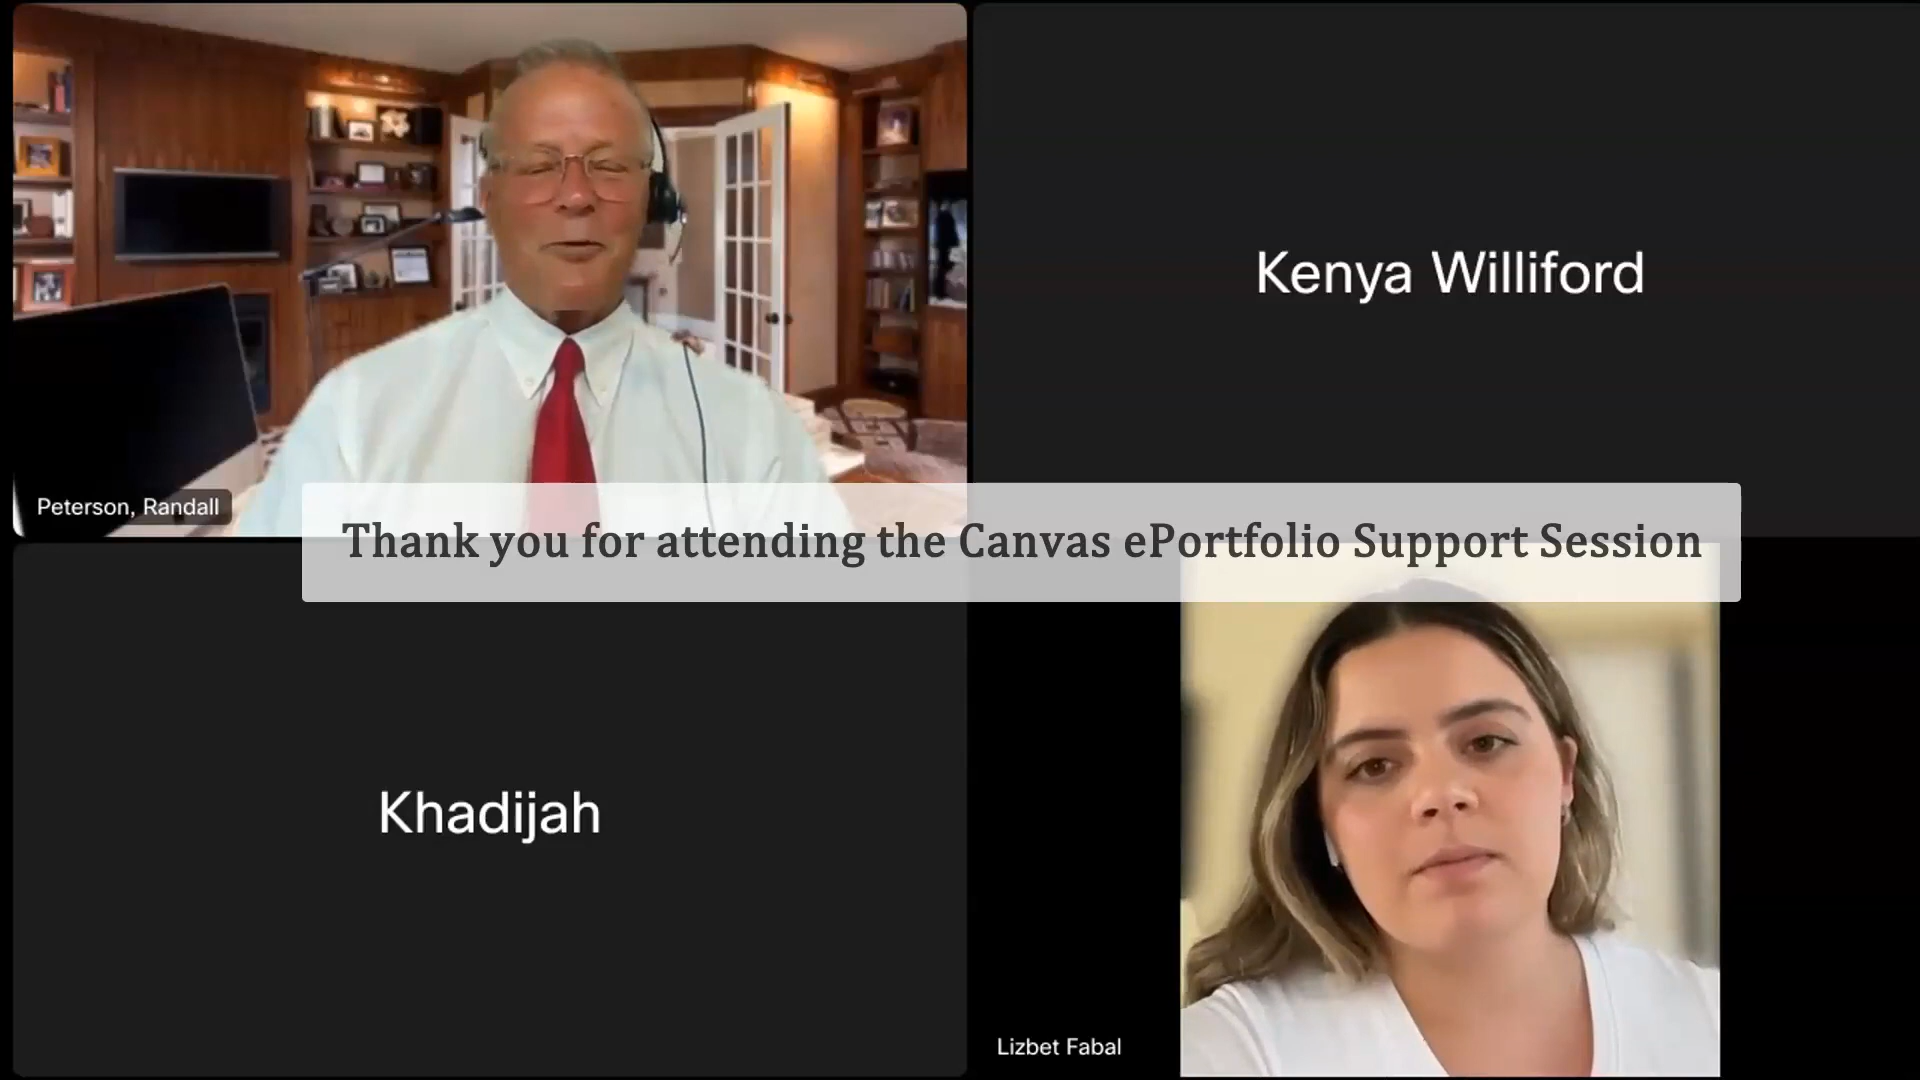 Kenya Williford
Peterson, Randall
Thank you for attending the Canvas ePortfolio Support Session
Khadijah
Lizbet Fabal